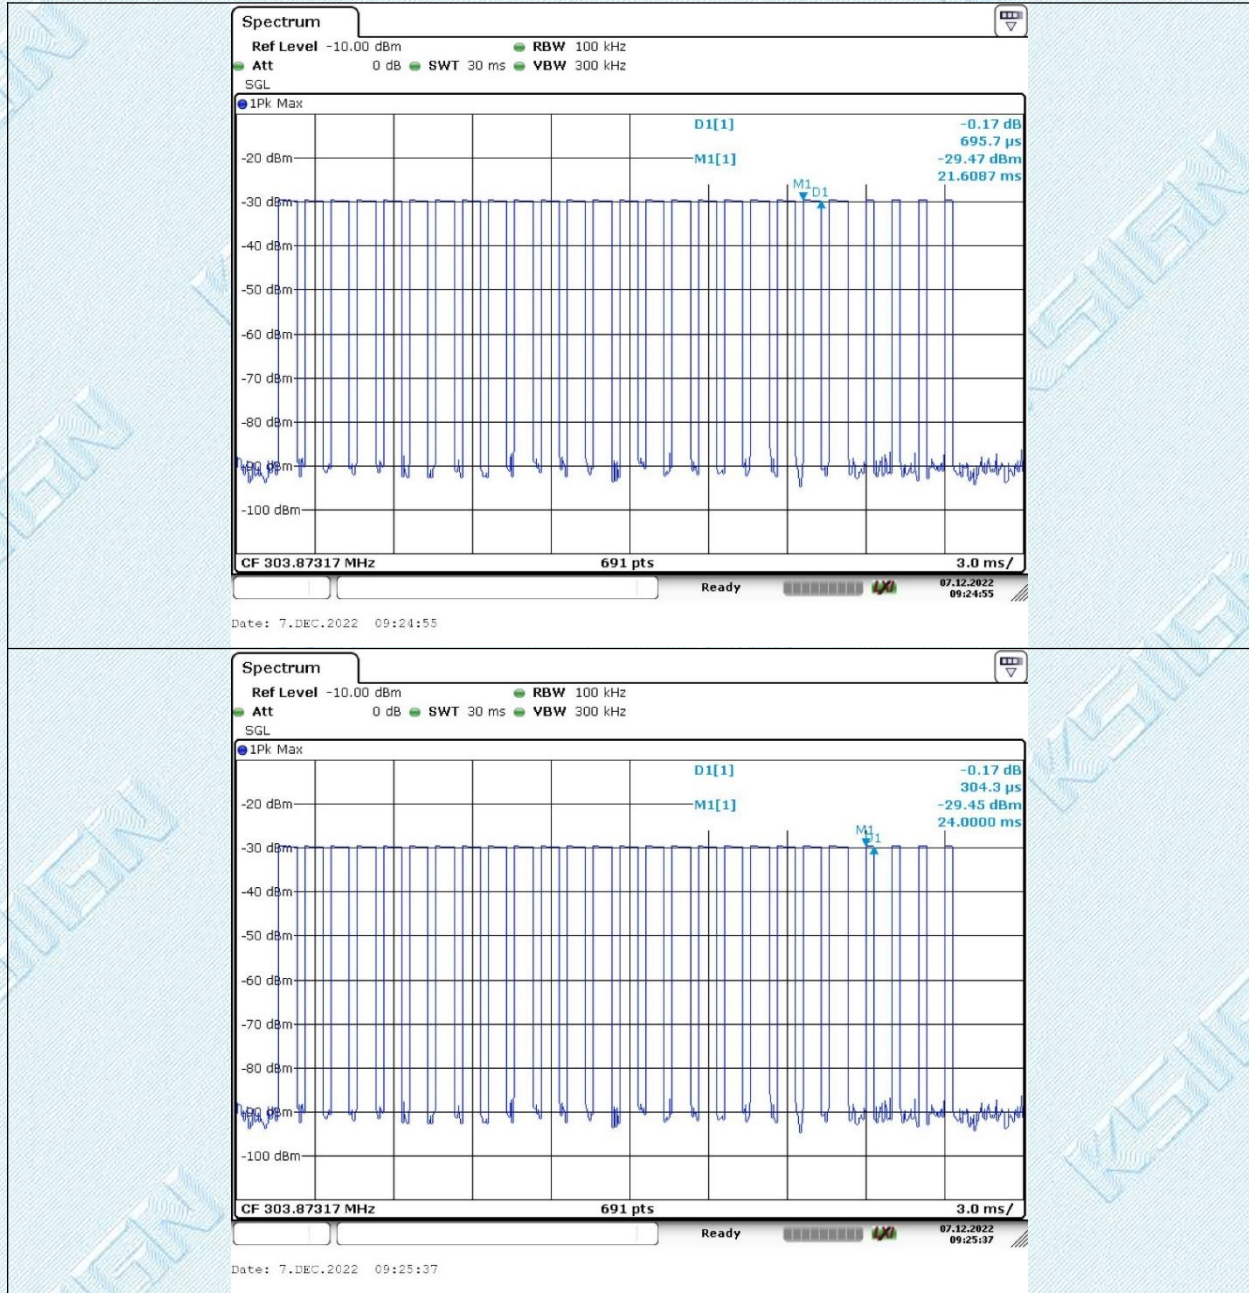 Spectrum
Ref Level -10.00 dBm RBW 100 kHz
Att 0 dB SWT 30 ms VBW 300 kHz
SGL
1Pk Max
D1[1] -0.17 dB
695.7 µs
-20 dBm M1[1] -29.47 dBm
21.6087 ms
M1 D1
-30 dBm
-40 dBm
-50 dBm
-60 dBm
-70 dBm
-80 dBm
-90 dBm
-100 dBm
CF 303.87317 MHz 691 pts 3.0 ms/
Ready LXI 07.12.2022
09:24:55
Date: 7.DEC.2022 09:24:55
Spectrum
Ref Level -10.00 dBm RBW 100 kHz
Att 0 dB SWT 30 ms VBW 300 kHz
SGL
1Pk Max
D1[1] -0.17 dB
304.3 µs
-20 dBm M1[1] -29.45 dBm
24.0000 ms
M1 D1
-30 dBm
-40 dBm
-50 dBm
-60 dBm
-70 dBm
-80 dBm
-90 dBm
-100 dBm
CF 303.87317 MHz 691 pts 3.0 ms/
Ready LXI 07.12.2022
09:25:37
Date: 7.DEC.2022 09:25:37
KSIGN